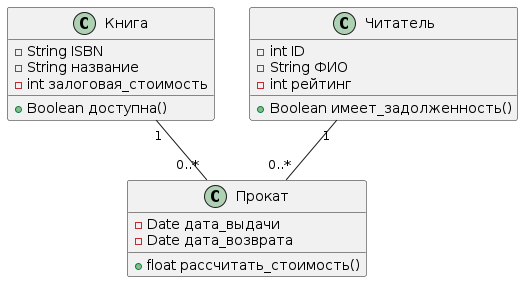 C Книга
String ISBN
String название
int залоговая_стоимость
Boolean доступна()
C Читатель
int ID
String ФИО
int рейтинг
Boolean имеет_задолженность()
1
1
0..*
0..*
C Прокат
Date дата_выдачи
Date дата_возврата
float рассчитать_стоимость()